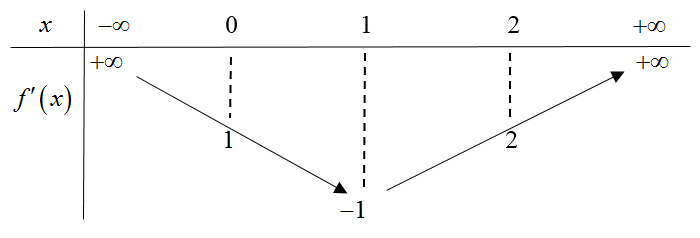 x −∞ 0 1 2 +∞
+∞ +∞
f′(x)
1 2
−1